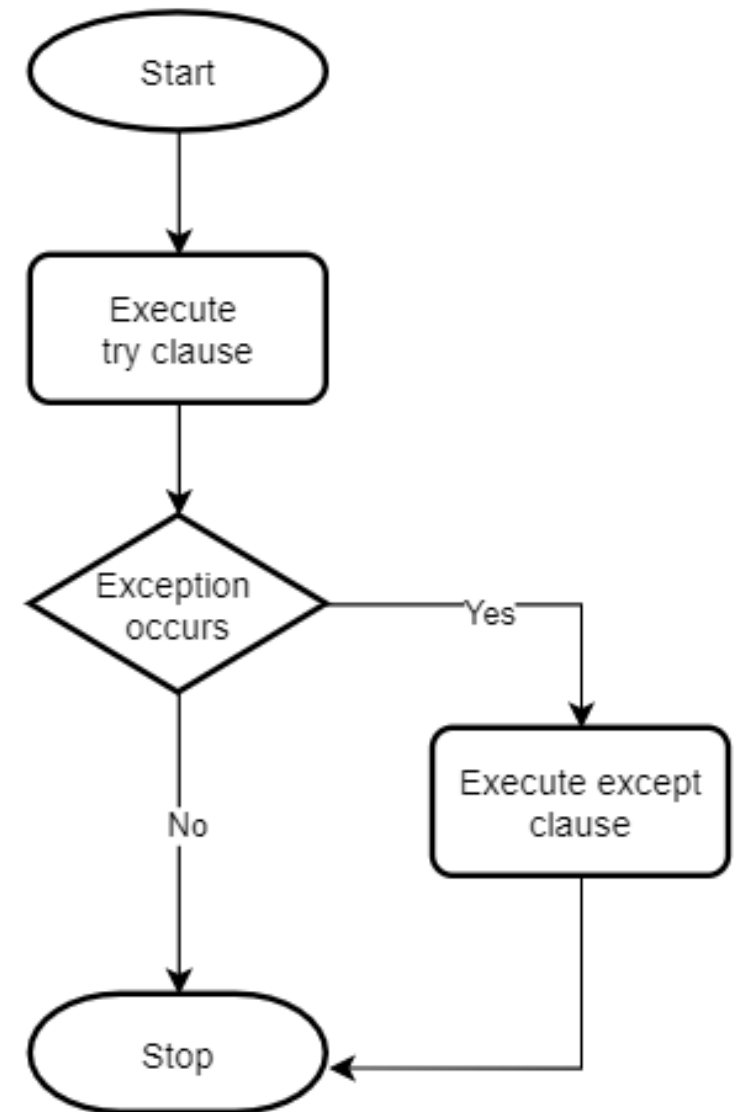 Start
Execute
try clause
Exception
occurs
Yes
Execute except
clause
No
Stop